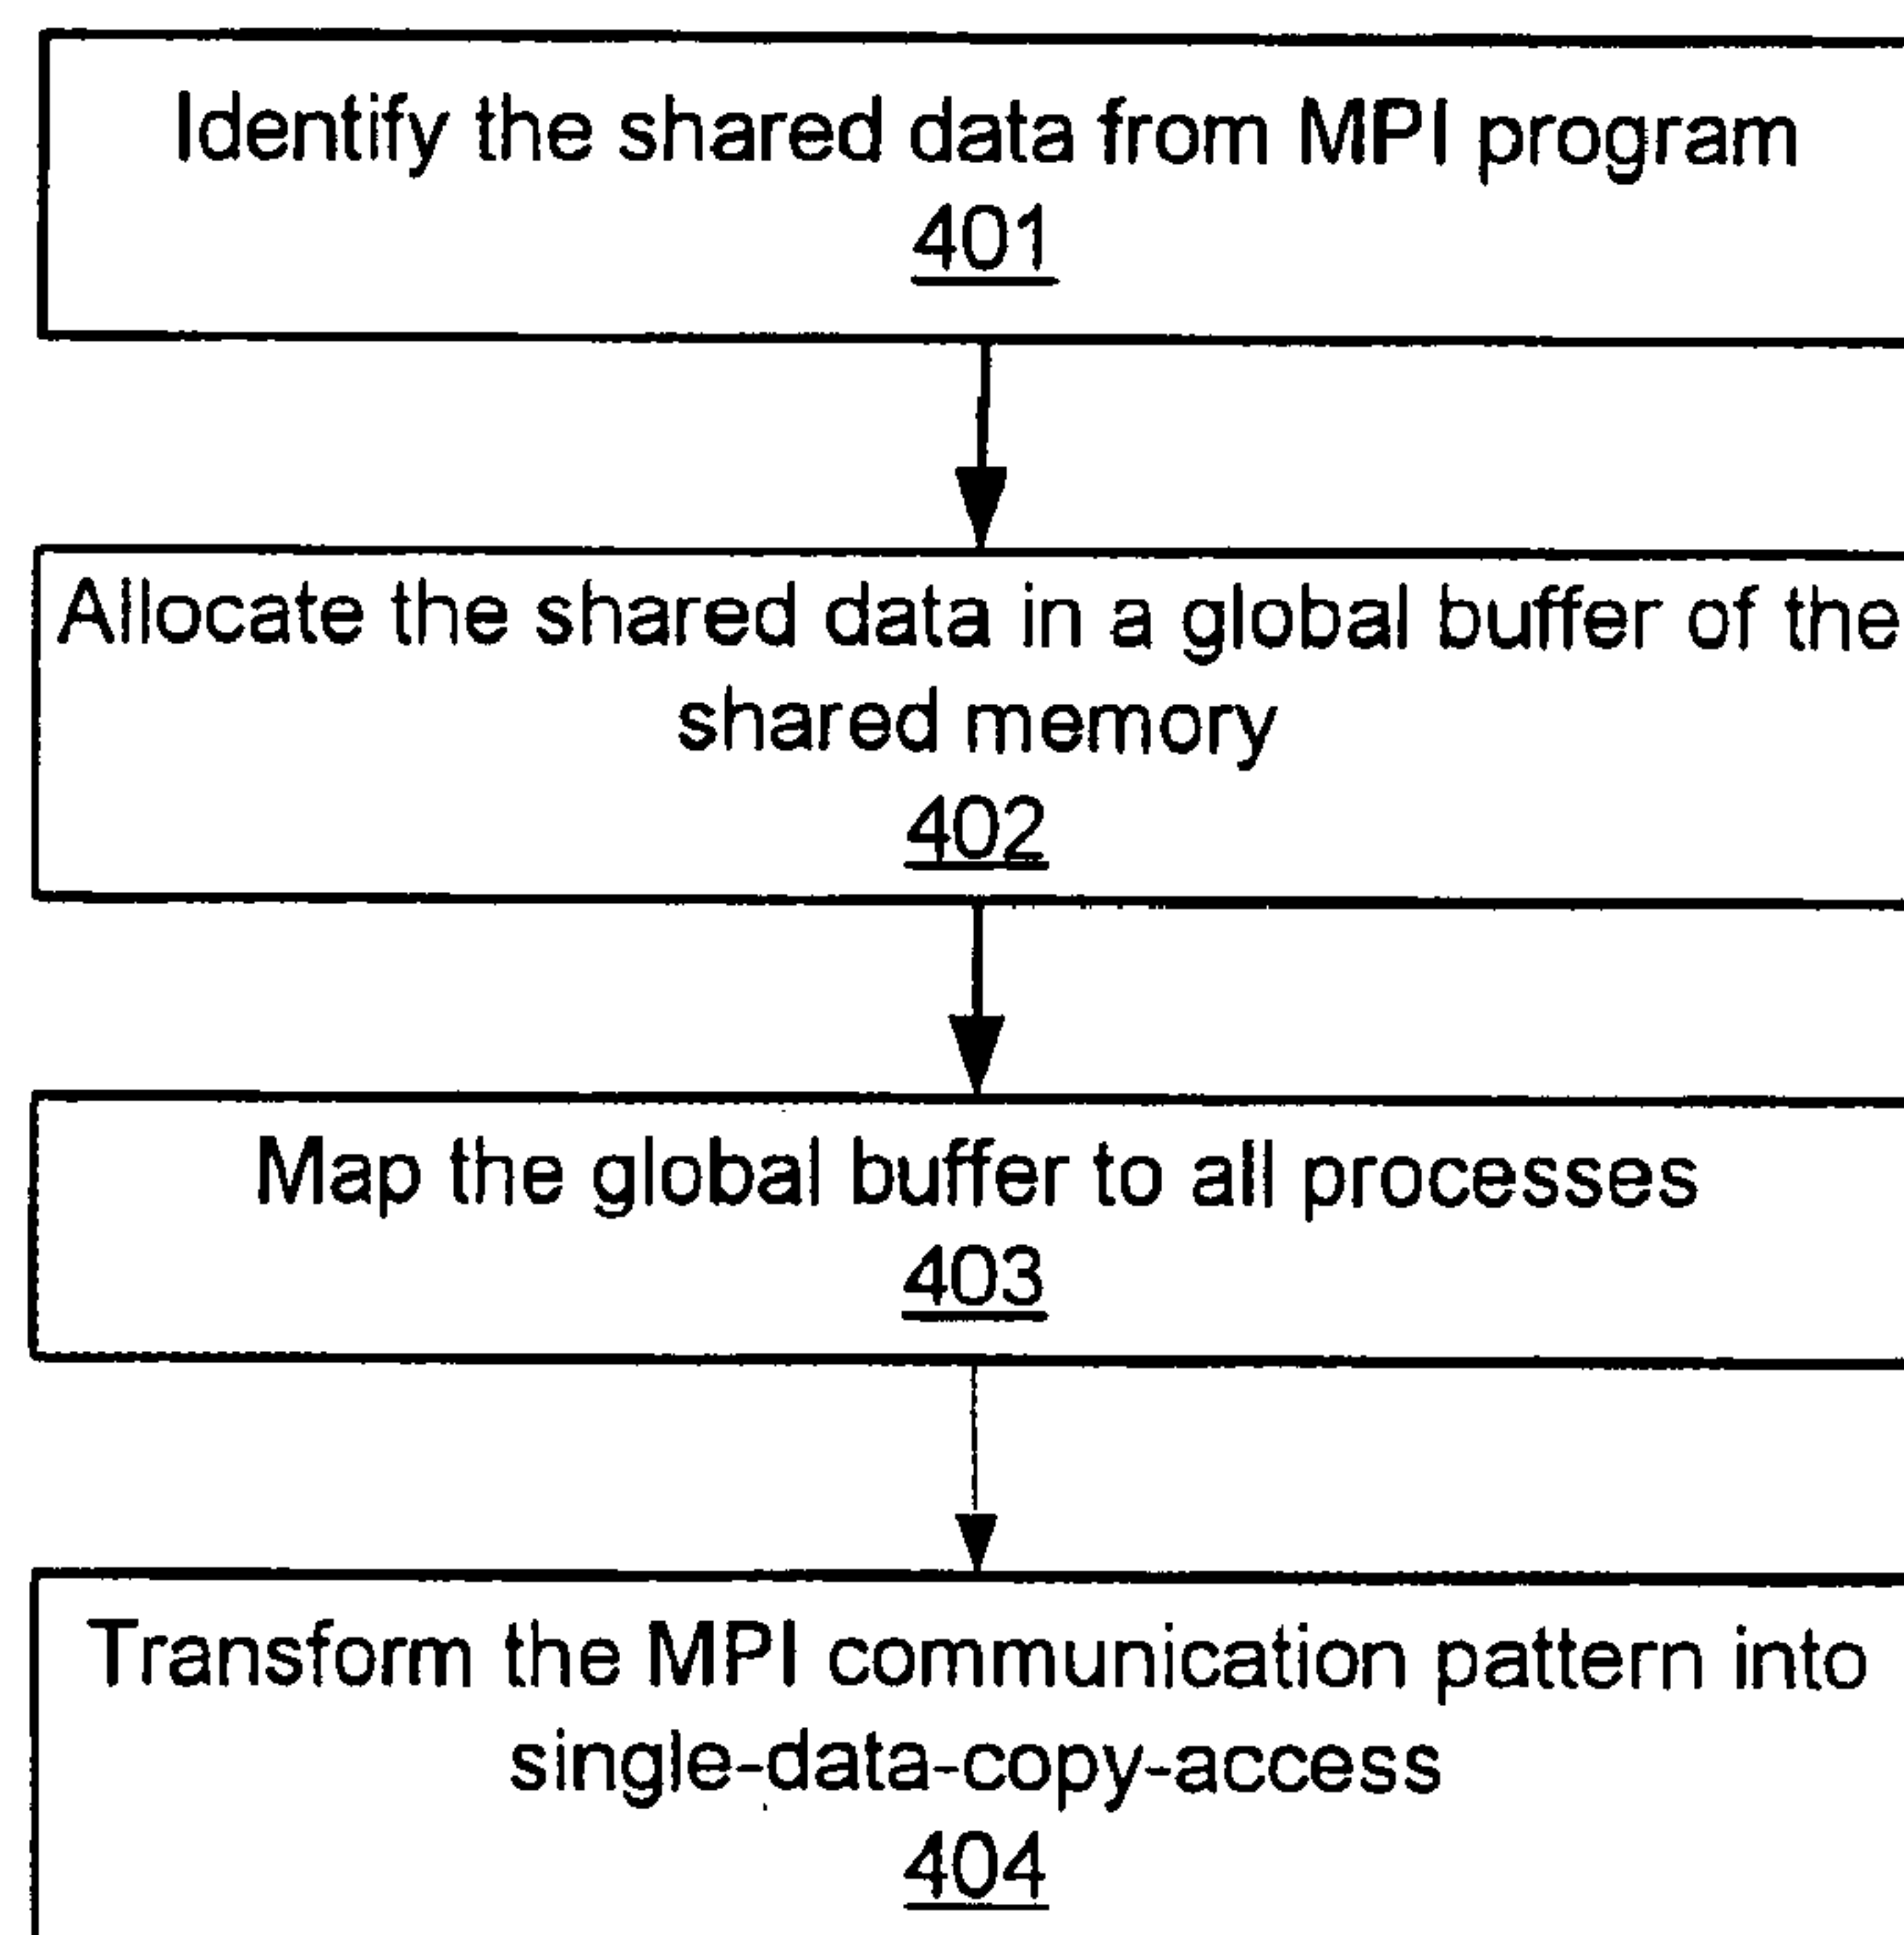 Identify the shared data from MPI program
401
Allocate the shared data in a global buffer of the
shared memory
402
Map the global buffer to all processes
403
Transform the MPI communication pattern into
single-data-copy-access
404